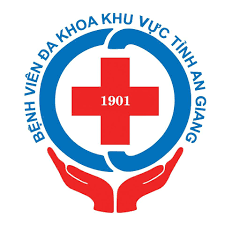 BỆNH VIỆN ĐA KHOA KHU VỰC TỈNH AN GIANG
1901